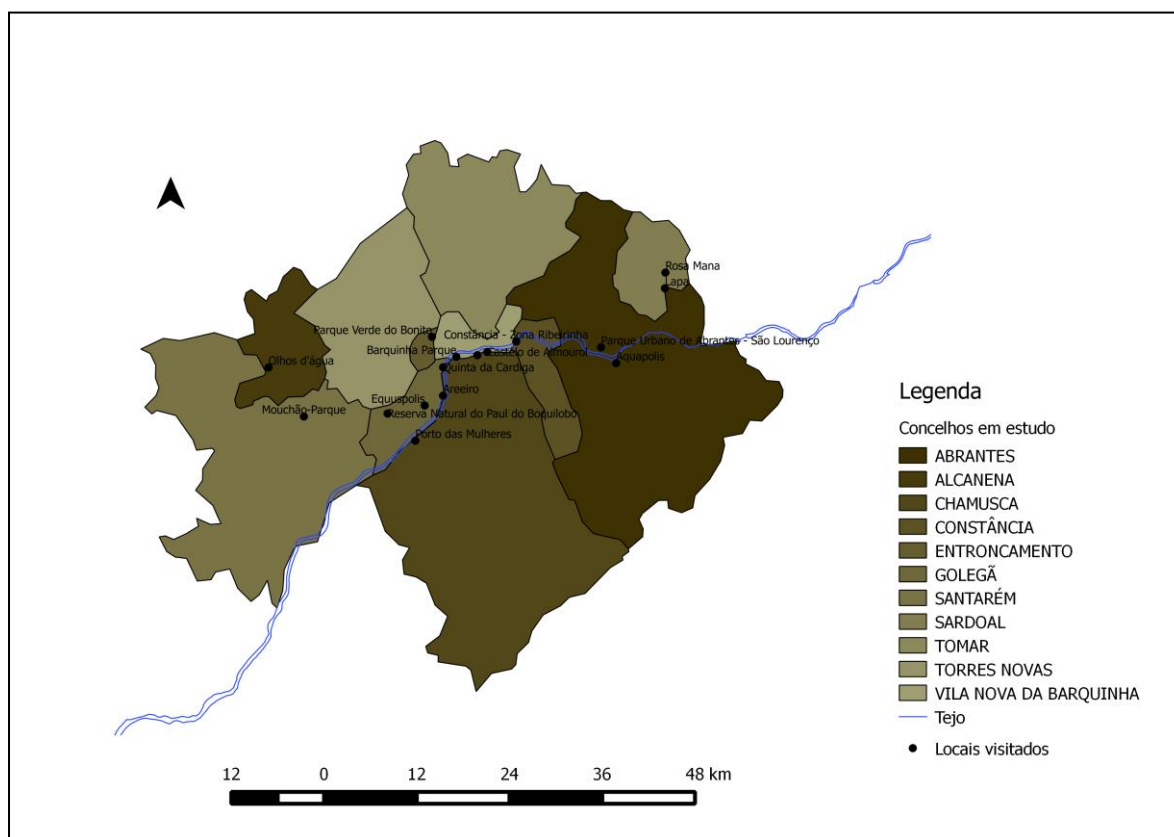 Rosa Mana
Lapa
Parque Verde do Bonito
Constância - Zona Ribeirinha
Parque Urbano de Abrantes - São Lourenço
Barquinha Parque
Castelo de Almourol
Aquapolis
Olhos d'água
Quinta da Cardiga
Areeiro
Equuspolis
Mouchão-Parque
Reserva Natural do Paul do Boquilobo
Porto das Mulheres
Legenda
Concelhos em estudo
ABRANTES
ALCANENA
CHAMUSCA
CONSTÂNCIA
ENTRONCAMENTO
GOLEGÃ
SANTARÉM
SARDOAL
TOMAR
TORRES NOVAS
VILA NOVA DA BARQUINHA
Tejo
Locais visitados
12 0 12 24 36 48 km